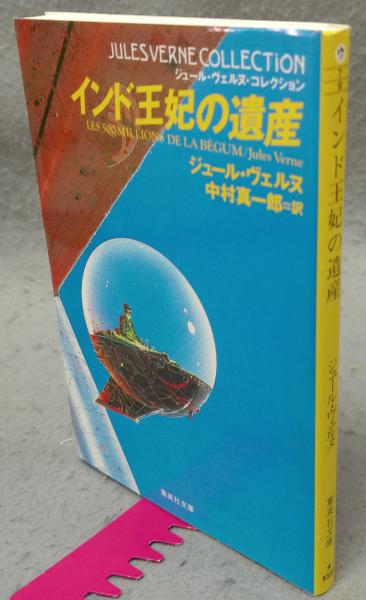 JULES VERNE COLLECTION
ジュール・ヴェルヌ・コレクション
インド王妃の遺産
LES 500 MILLIONS DE LA BÉGUM/Jules Verne
ジュール・ヴェルヌ
中村真一郎=訳
集英社文庫
ウ
インド王妃の遺産
ジュール・ヴェルヌ
集英社文庫